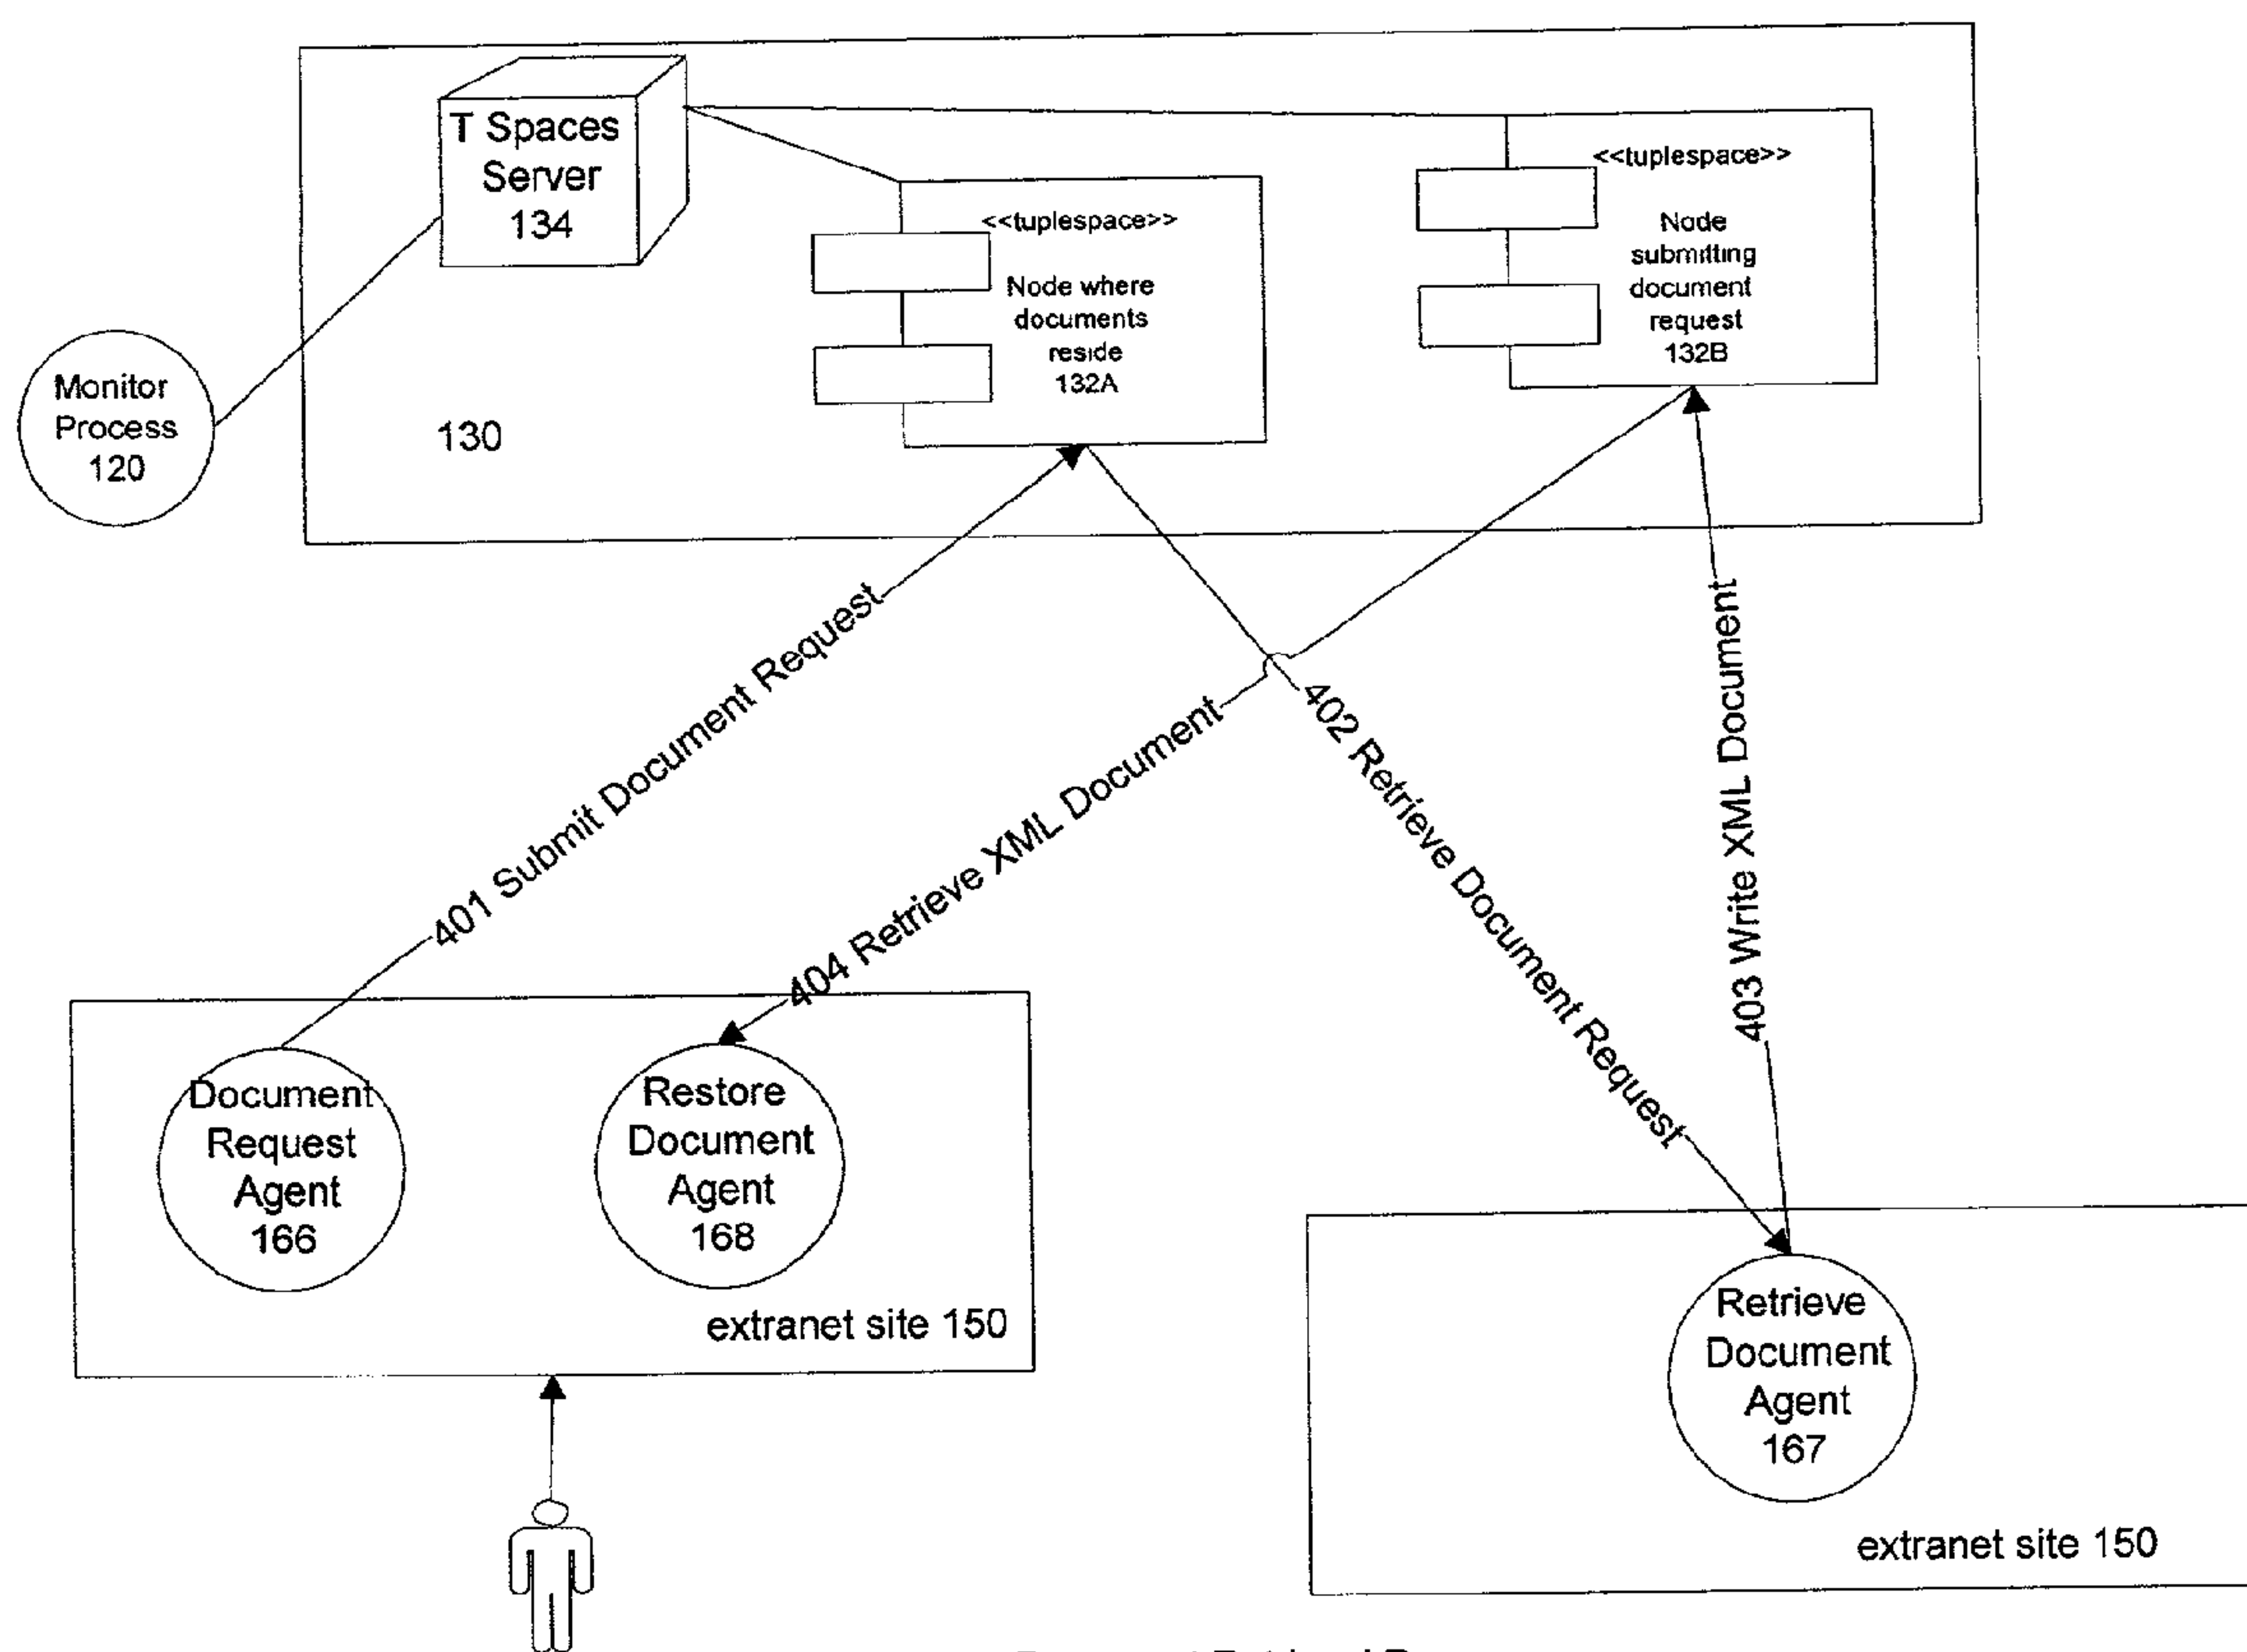 T Spaces
Server
134
<<tuplespace>>
Node where
documents
reside
132A
<<tuplespace>>
Node
submitting
document
request
132B
Monitor
Process
120
130
401 Submit Document Request
404 Retrieve XML Document
402 Retrieve Document Request
403 Write XML Document
Document
Request
Agent
166
Restore
Document
Agent
168
extranet site 150
Retrieve
Document
Agent
167
extranet site 150